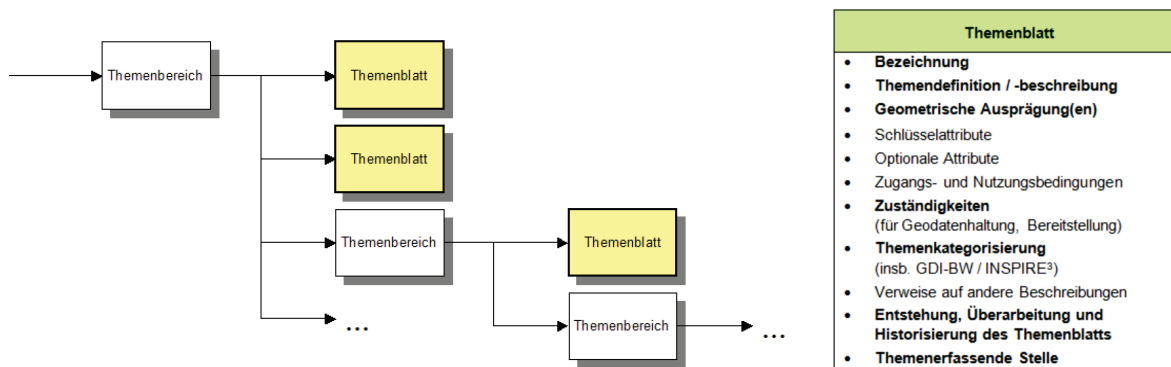 Themenbereich
Themenblatt
Themenblatt
Themenbereich
...
Themenblatt
Themenbereich
...
Themenblatt
• Bezeichnung
• Themendefinition / -beschreibung
• Geometrische Ausprägung(en)
• Schlüsselattribute
• Optionale Attribute
• Zugangs- und Nutzungsbedingungen
• Zuständigkeiten
(für Geodatenhaltung, Bereitstellung)
• Themenkategorisierung
(insb. GDI-BW / INSPIRE³)
• Verweise auf andere Beschreibungen
• Entstehung, Überarbeitung und
Historisierung des Themenblatts
• Themenerfassende Stelle